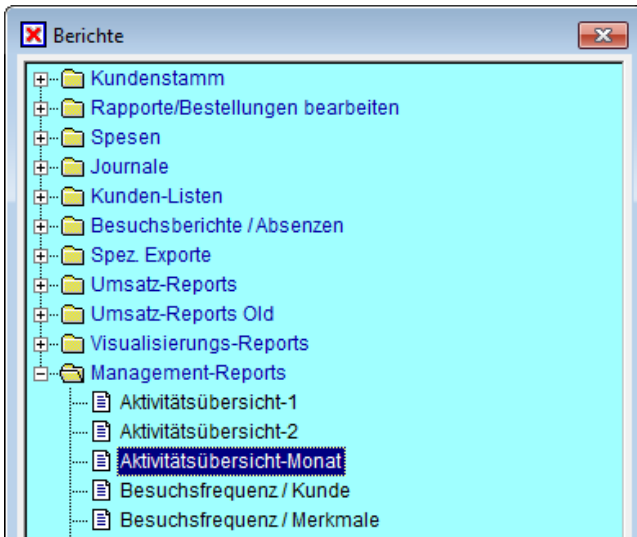 Berichte
Kundenstamm
Rapporte/Bestellungen bearbeiten
Spesen
Journale
Kunden-Listen
Besuchsberichte / Absenzen
Spez. Exporte
Umsatz-Reports
Umsatz-Reports Old
Visualisierungs-Reports
Management-Reports
Aktivitätsübersicht-1
Aktivitätsübersicht-2
Aktivitätsübersicht-Monat
Besuchsfrequenz / Kunde
Besuchsfrequenz / Merkmale